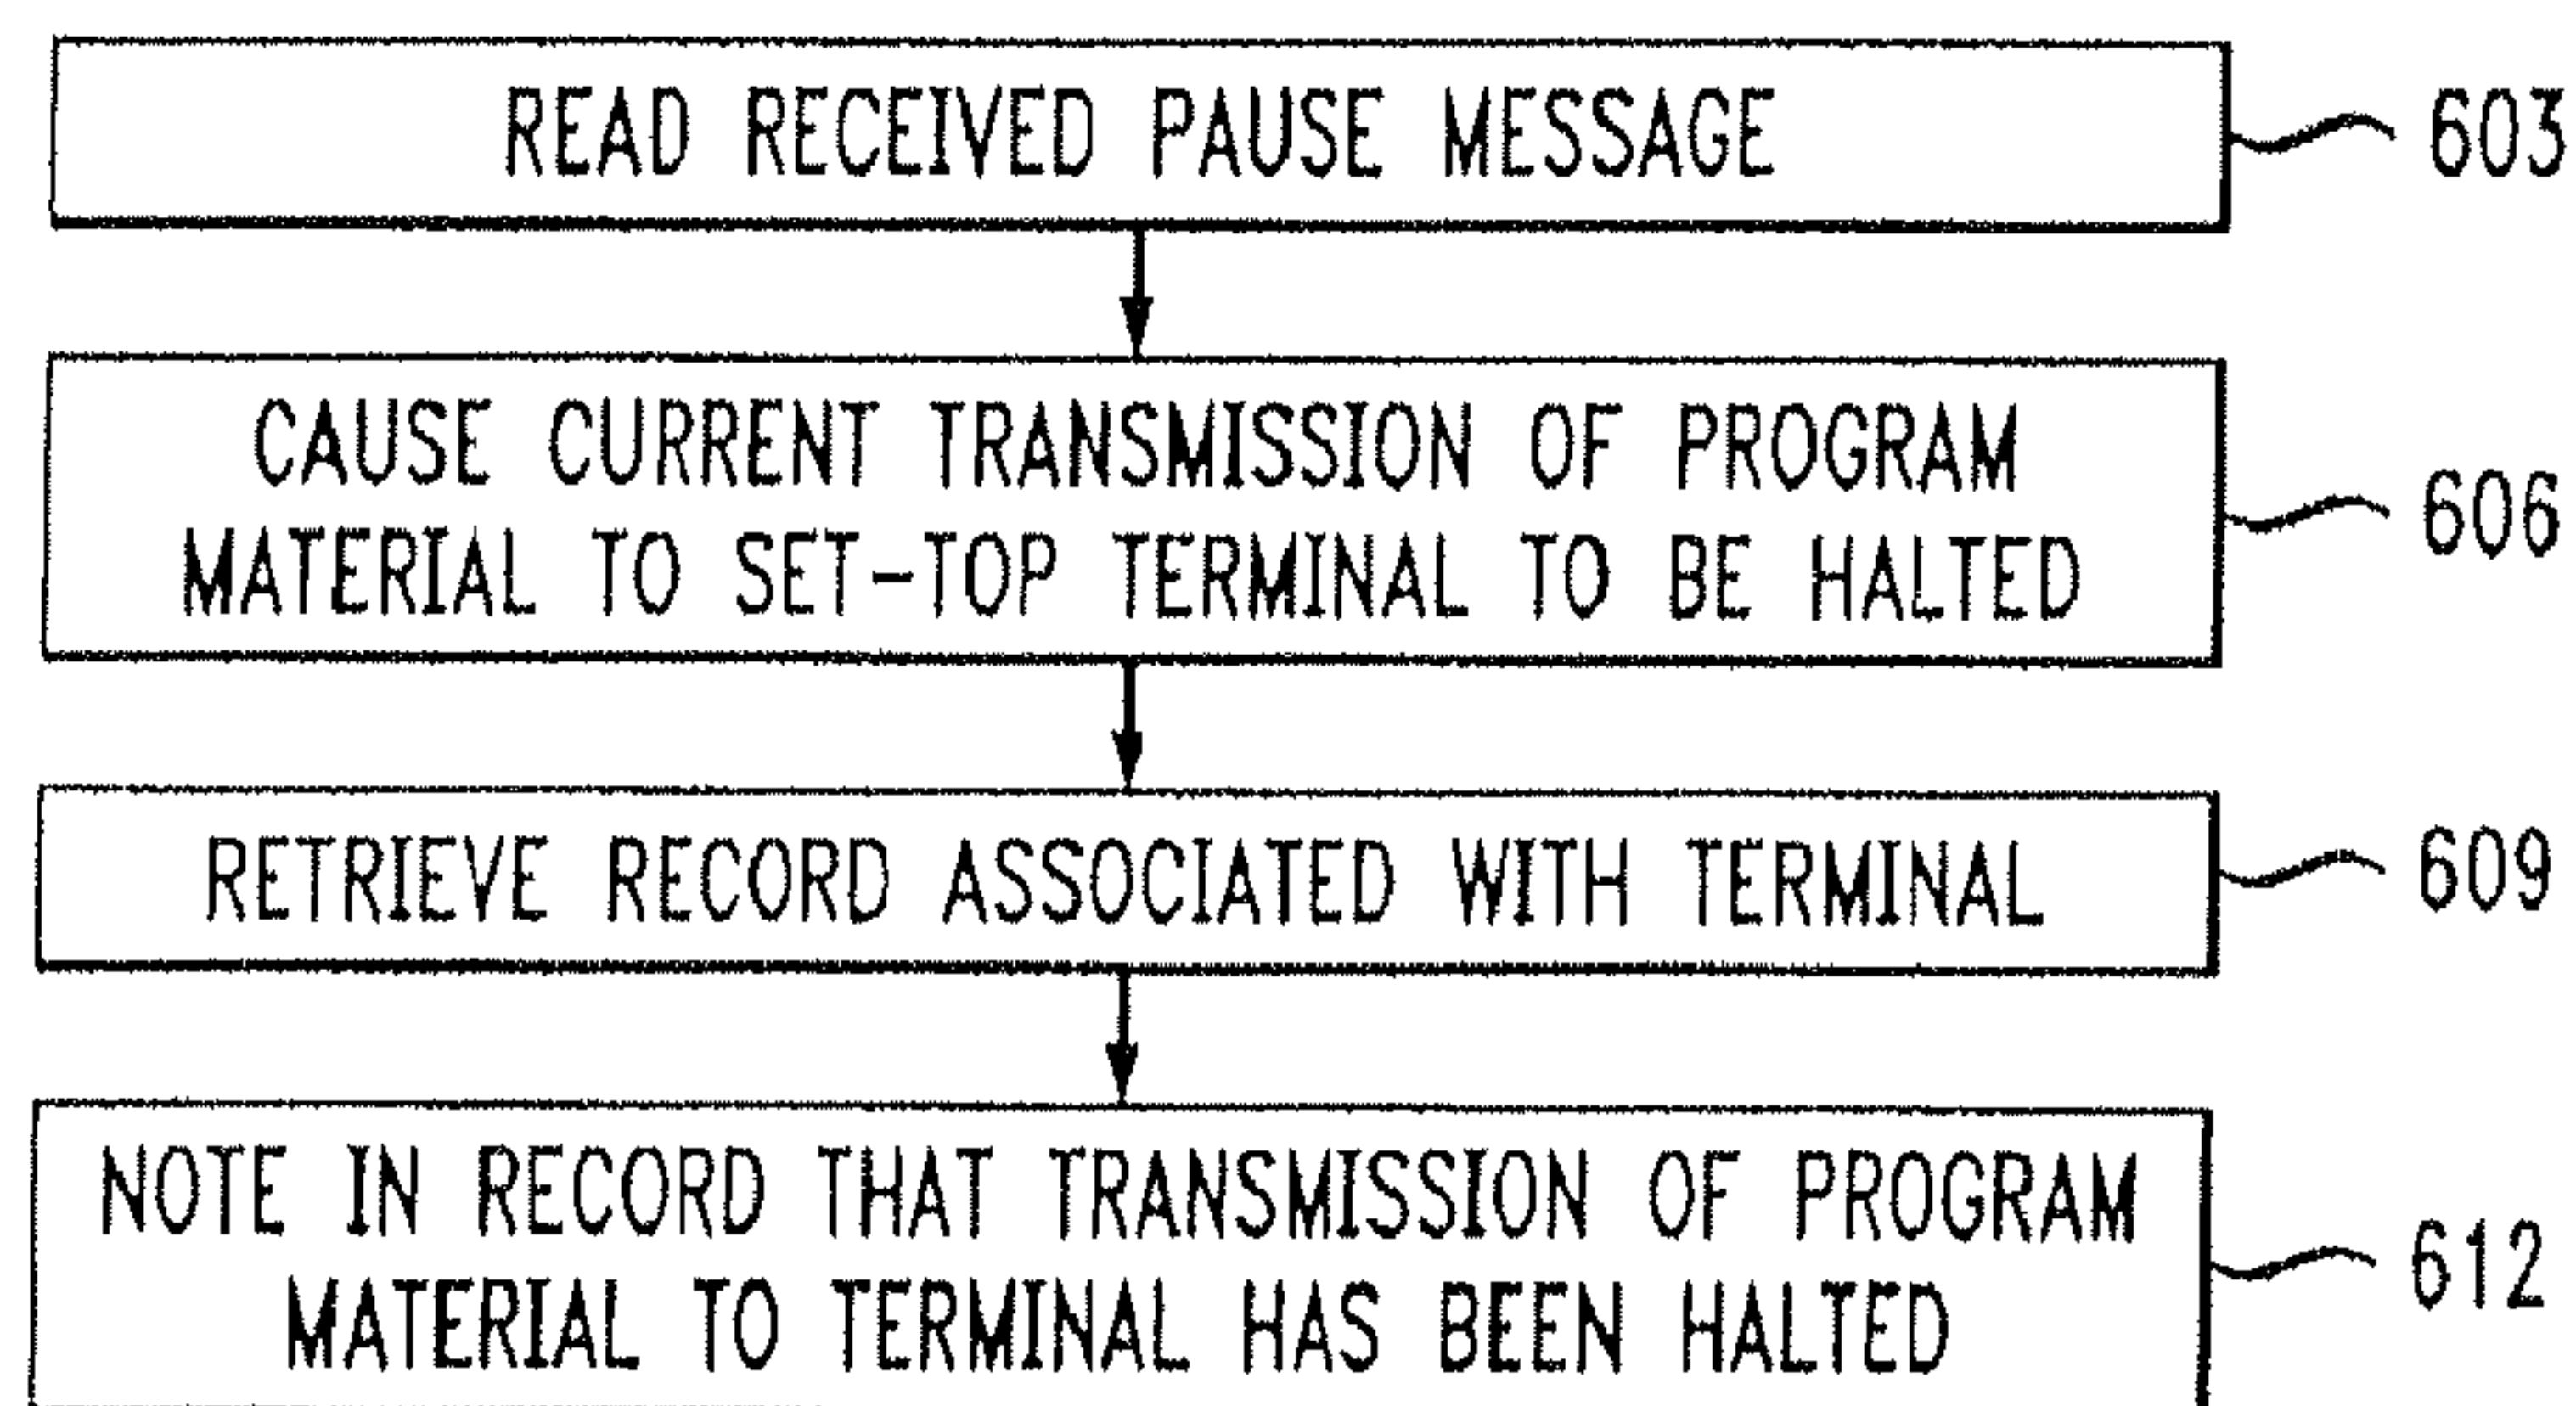 READ RECEIVED PAUSE MESSAGE
603
CAUSE CURRENT TRANSMISSION OF PROGRAM
MATERIAL TO SET-TOP TERMINAL TO BE HALTED
606
RETRIEVE RECORD ASSOCIATED WITH TERMINAL
609
NOTE IN RECORD THAT TRANSMISSION OF PROGRAM
MATERIAL TO TERMINAL HAS BEEN HALTED
612